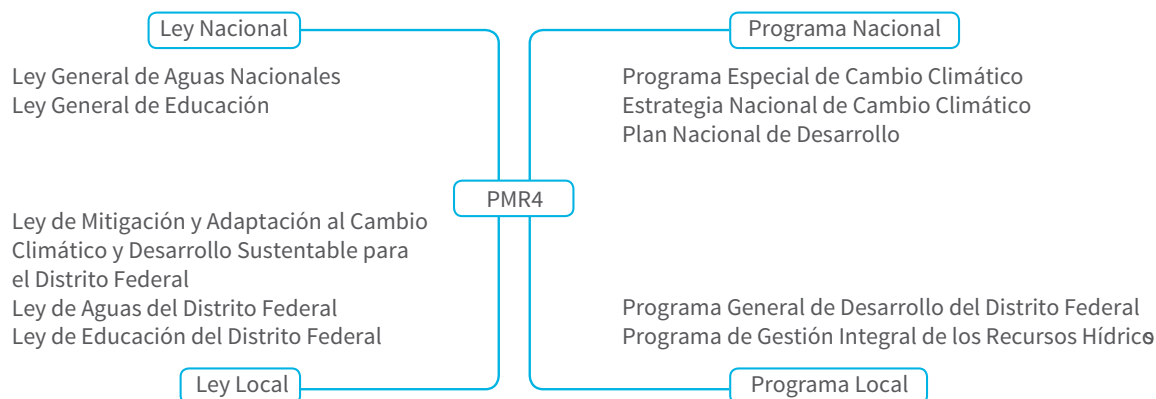 Ley Nacional
Ley General de Aguas Nacionales
Ley General de Educación
Programa Nacional
Programa Especial de Cambio Climático
Estrategia Nacional de Cambio Climático
Plan Nacional de Desarrollo
PMR4
Ley de Mitigación y Adaptación al Cambio
Climático y Desarrollo Sustentable para
el Distrito Federal
Ley de Aguas del Distrito Federal
Ley de Educación del Distrito Federal
Ley Local
Programa General de Desarrollo del Distrito Federal
Programa de Gestión Integral de los Recursos Hídricos
Programa Local